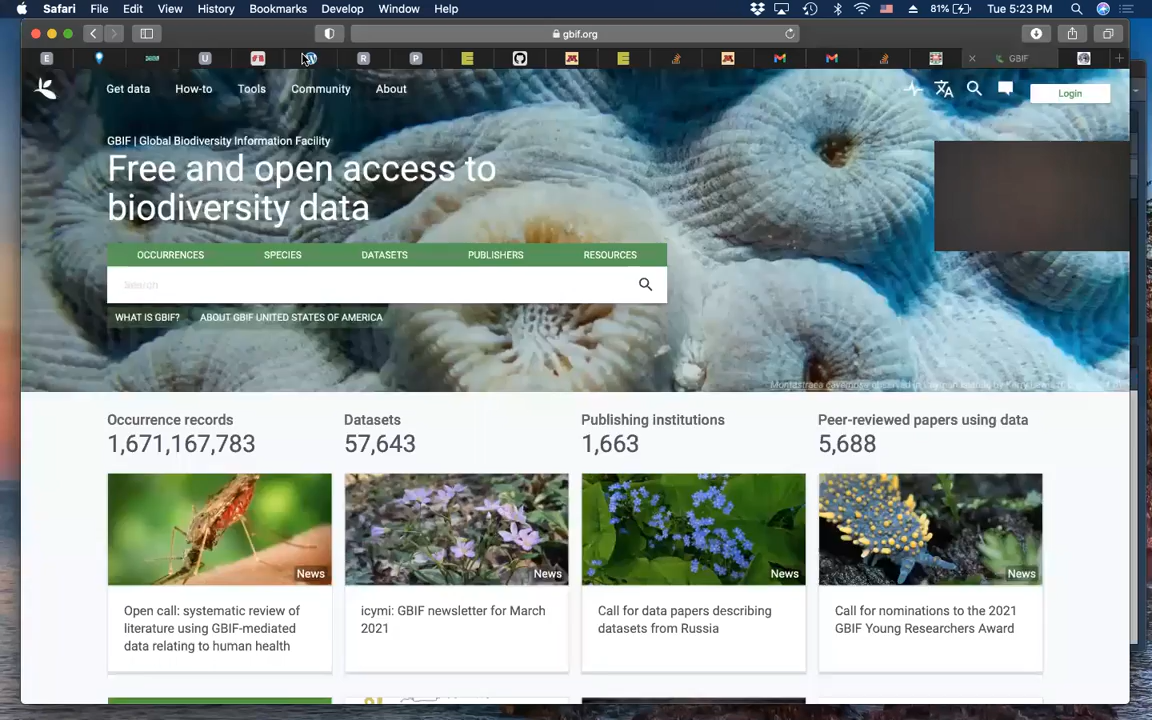 Safari File Edit View History Bookmarks Develop Window Help 81% Tue 5:23 PM
gbif.org
GBIF
Get data How-to Tools Community About Login
GBIF | Global Biodiversity Information Facility
Free and open access to
biodiversity data
OCCURRENCES SPECIES DATASETS PUBLISHERS RESOURCES
Search
WHAT IS GBIF? ABOUT GBIF UNITED STATES OF AMERICA
Occurrence records Datasets Publishing institutions Peer-reviewed papers using data
1,671,167,783 57,643 1,663 5,688
News News News News
Open call: systematic review of
literature using GBIF-mediated
data relating to human health
icymi: GBIF newsletter for March
2021
Call for data papers describing
datasets from Russia
Call for nominations to the 2021
GBIF Young Researchers Award